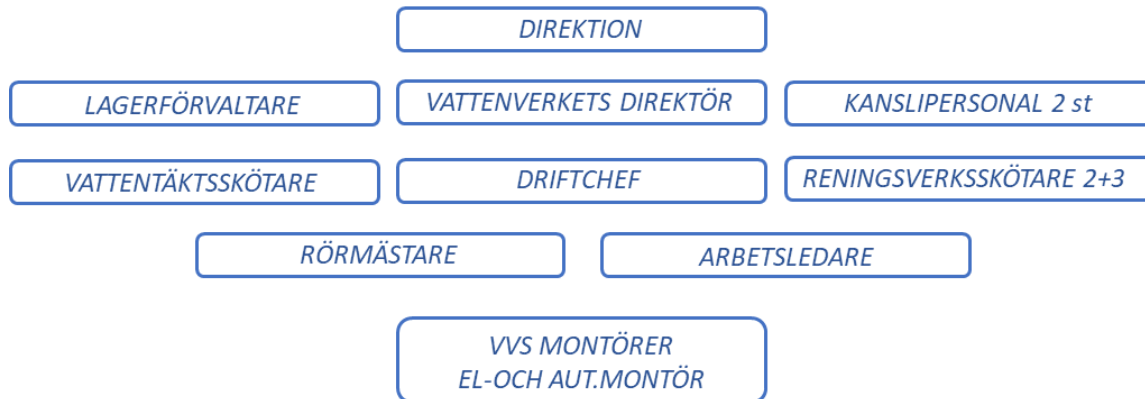 DIREKTION
LAGERFÖRVALTARE
VATTENVERKETS DIREKTÖR
KANSLIPERSONAL 2 st
VATTENTÄKTSSKÖTARE
DRIFTCHEF
RENINGSVERKSSKÖTARE 2+3
RÖRMÄSTARE
ARBETSLEDARE
VVS MONTÖRER
EL-OCH AUT.MONTÖR